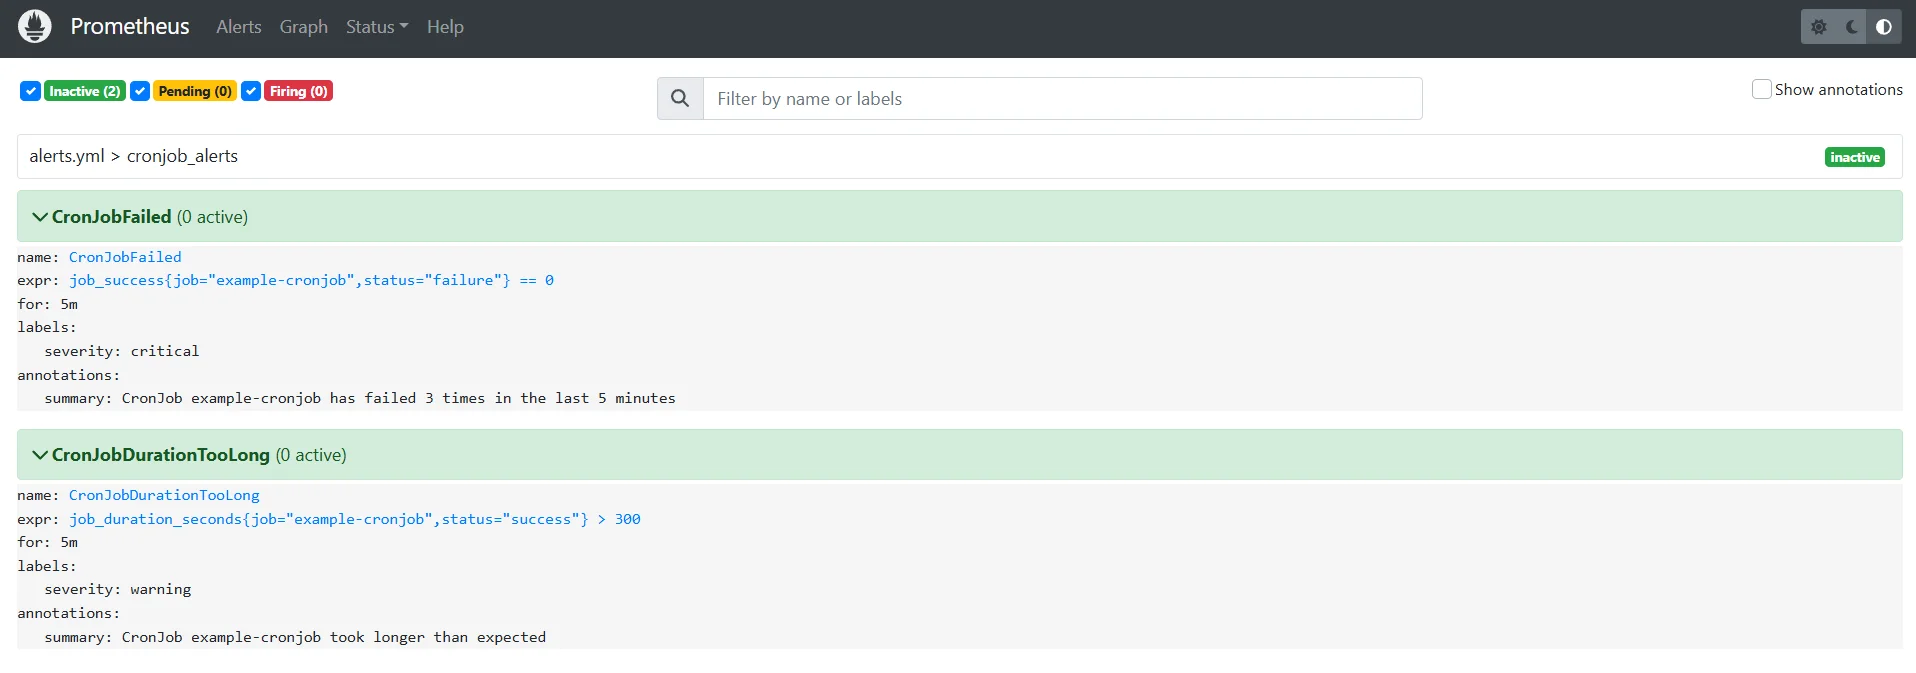 Prometheus Alerts Graph Status Help
Inactive (2) Pending (0) Firing (0) Filter by name or labels Show annotations
alerts.yml > cronjob_alerts inactive
CronJobFailed (0 active)
name: CronJobFailed
expr: job_success{job="example-cronjob",status="failure"} == 0
for: 5m
labels:
severity: critical
annotations:
summary: CronJob example-cronjob has failed 3 times in the last 5 minutes
CronJobDurationTooLong (0 active)
name: CronJobDurationTooLong
expr: job_duration_seconds{job="example-cronjob",status="success"} > 300
for: 5m
labels:
severity: warning
annotations:
summary: CronJob example-cronjob took longer than expected